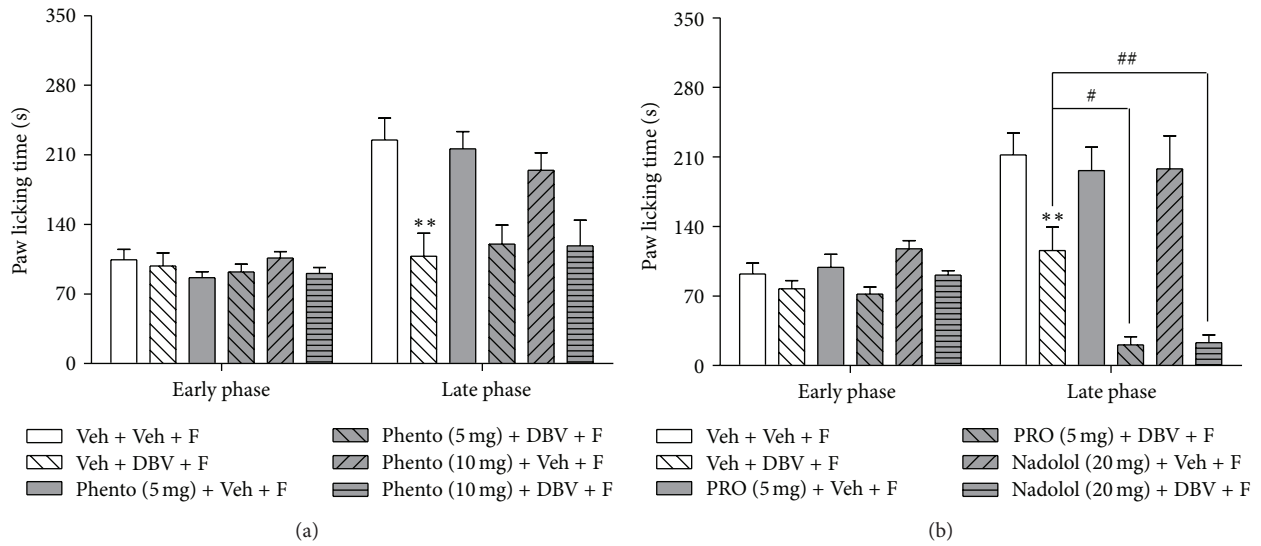 350
280
210
140
70
0
Paw licking time (s)
**
Early phase
Late phase
Veh + Veh + F
Veh + DBV + F
Phento (5 mg) + Veh + F
Phento (5 mg) + DBV + F
Phento (10 mg) + Veh + F
Phento (10 mg) + DBV + F
(a)
350
280
210
140
70
0
Paw licking time (s)
##
#
**
Early phase
Late phase
Veh + Veh + F
Veh + DBV + F
PRO (5 mg) + Veh + F
PRO (5 mg) + DBV + F
Nadolol (20 mg) + Veh + F
Nadolol (20 mg) + DBV + F
(b)